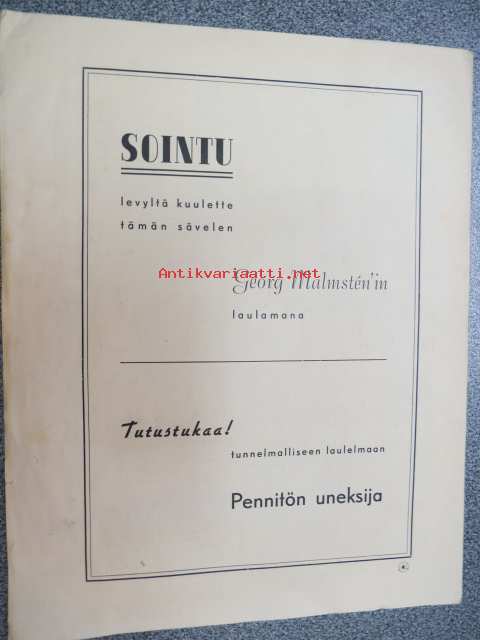 SOINTU
levyltä kuulette
tämän sävelen
Antikvariaatti.net
Georg Malmstén'in
laulamana
Tutustukaa!
tunnelmalliseen laulelmaan
Pennitön uneksija